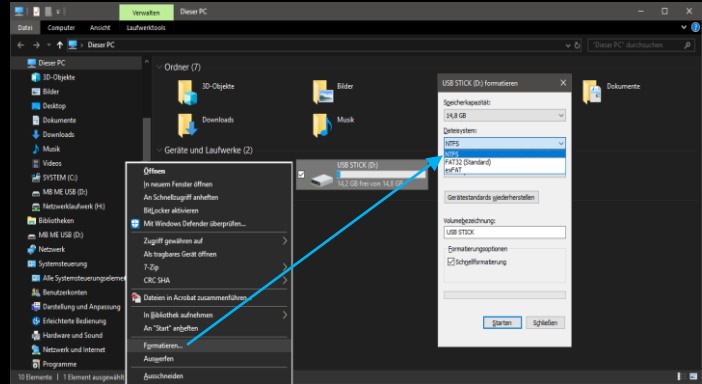 Verwalten
Dieser PC
Datei
Computer
Ansicht
Laufwerktools
Dieser PC
"Dieser PC" durchsuchen
Dieser PC
3D-Objekte
Bilder
Desktop
Dokumente
Downloads
Musik
Videos
SYSTEM (C:)
MB ME USB (D:)
Netzwerklaufwerk (H:)
Bibliotheken
MB ME USB (D:)
Netzwerk
Systemsteuerung
Alle Systemsteuerungselemen
Benutzerkonten
Darstellung und Anpassung
Erleichterte Bedienung
Hardware und Sound
Netzwerk und Internet
Programme
10 Elemente
1 Element ausgewählt
Ordner (7)
3D-Objekte
Bilder
Dokumente
Downloads
Musik
Geräte und Laufwerke (2)
USB STICK (D:)
14,2 GB frei von 14,8 GB
Öffnen
In neuem Fenster öffnen
An Schnellzugriff anheften
BitLocker aktivieren
Mit Windows Defender überprüfen...
Zugriff gewähren auf
Als tragbares Gerät öffnen
7-Zip
CRC SHA
Dateien in Acrobat zusammenführen...
In Bibliothek aufnehmen
An "Start" anheften
Formatieren...
Auswerfen
Ausschneiden
USB STICK (D:) formatieren
Speicherkapazität:
14,8 GB
Dateisystem:
NTFS
NTFS
FAT32 (Standard)
exFAT
Gerätestandards wiederherstellen
Volumebezeichnung:
USB STICK
Formatierungsoptionen
Schnellformatierung
Starten
Schließen